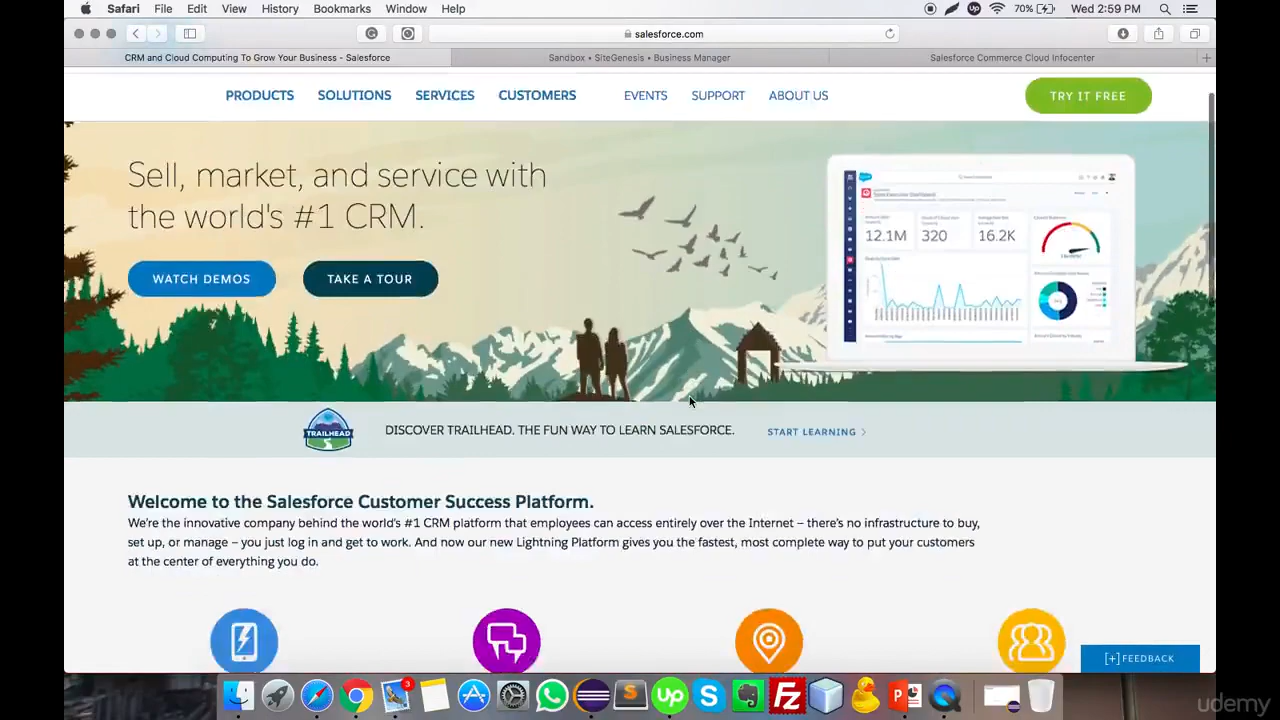 Safari File Edit View History Bookmarks Window Help 70% Wed 2:59 PM
salesforce.com
CRM and Cloud Computing To Grow Your Business - Salesforce Sandbox • SiteGenesis • Business Manager Salesforce Commerce Cloud Infocenter
PRODUCTS SOLUTIONS SERVICES CUSTOMERS EVENTS SUPPORT ABOUT US TRY IT FREE
Sell, market, and service with
the world's #1 CRM.
WATCH DEMOS TAKE A TOUR
12.1M 320 16.2K
TRAILHEAD DISCOVER TRAILHEAD. THE FUN WAY TO LEARN SALESFORCE. START LEARNING
Welcome to the Salesforce Customer Success Platform.
We're the innovative company behind the world's #1 CRM platform that employees can access entirely over the Internet – there's no infrastructure to buy,
set up, or manage – you just log in and get to work. And now our new Lightning Platform gives you the fastest, most complete way to put your customers
at the center of everything you do.
[+] FEEDBACK
3
up
udemy